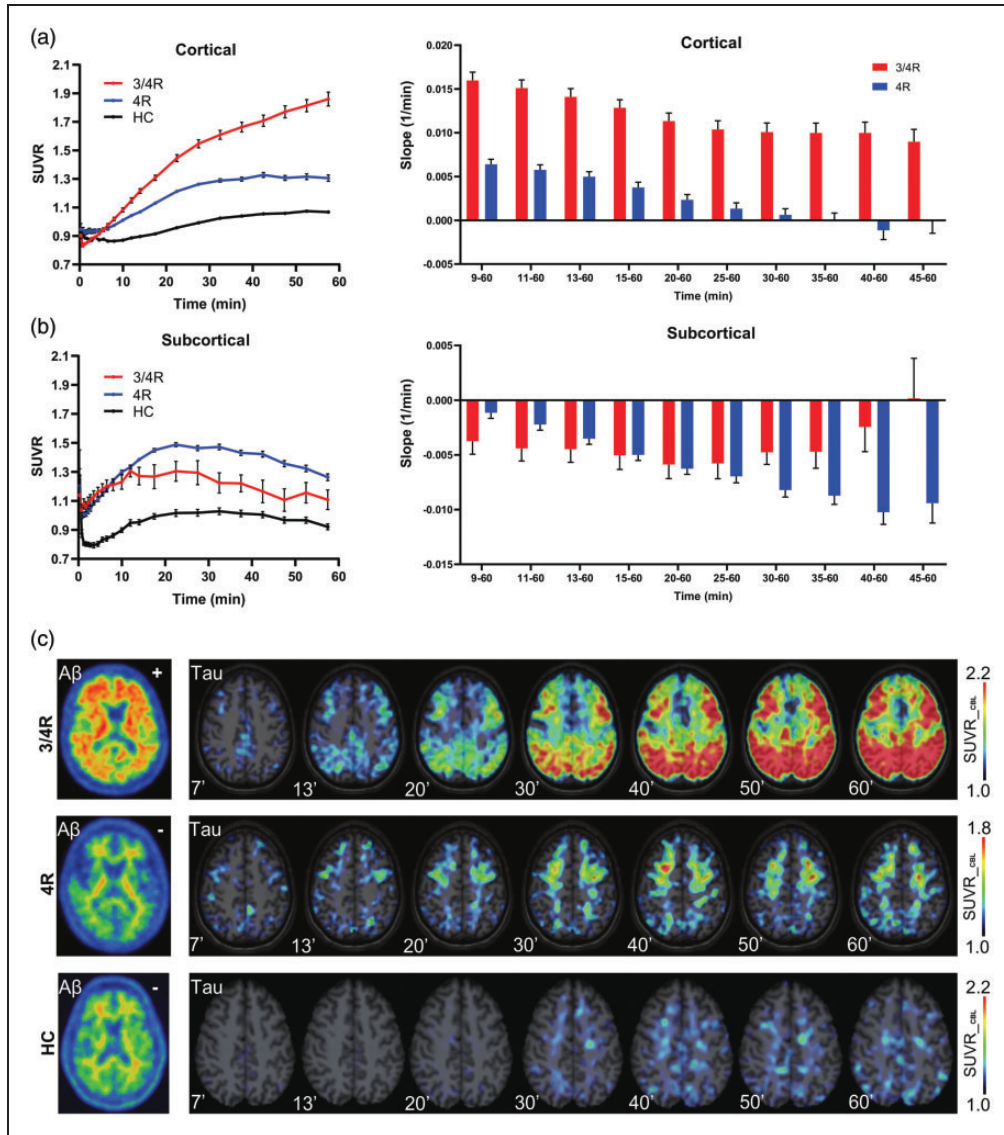 (a)
Cortical
3/4R
4R
HC
SUVR
2.1
1.9
1.7
1.5
1.3
1.1
0.9
0.7
0 10 20 30 40 50 60
Time (min)
Cortical
3/4R
4R
Slope (1/min)
0.020
0.015
0.010
0.005
0.000
-0.005
9-60 11-60 13-60 15-60 20-60 25-60 30-60 35-60 40-60 45-60
Time (min)
(b)
Subcortical
3/4R
4R
HC
SUVR
2.1
1.9
1.7
1.5
1.3
1.1
0.9
0.7
0 10 20 30 40 50 60
Time (min)
Subcortical
Slope (1/min)
0.005
0.000
-0.005
-0.010
-0.015
9-60 11-60 13-60 15-60 20-60 25-60 30-60 35-60 40-60 45-60
Time (min)
(c)
3/4R
Aβ +
Tau
7' 13' 20' 30' 40' 50' 60'
2.2
SUVR_CBL
1.0
4R
Aβ -
Tau
7' 13' 20' 30' 40' 50' 60'
1.8
SUVR_CBL
1.0
HC
Aβ -
Tau
7' 13' 20' 30' 40' 50' 60'
2.2
SUVR_CBL
1.0